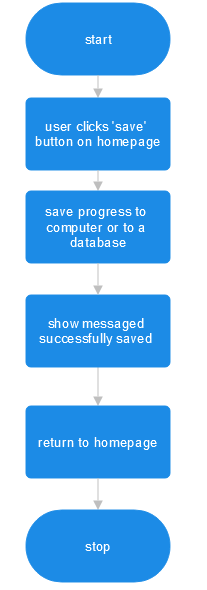 start
user clicks 'save'
button on homepage
save progress to
computer or to a
database
show messaged
successfully saved
return to homepage
stop